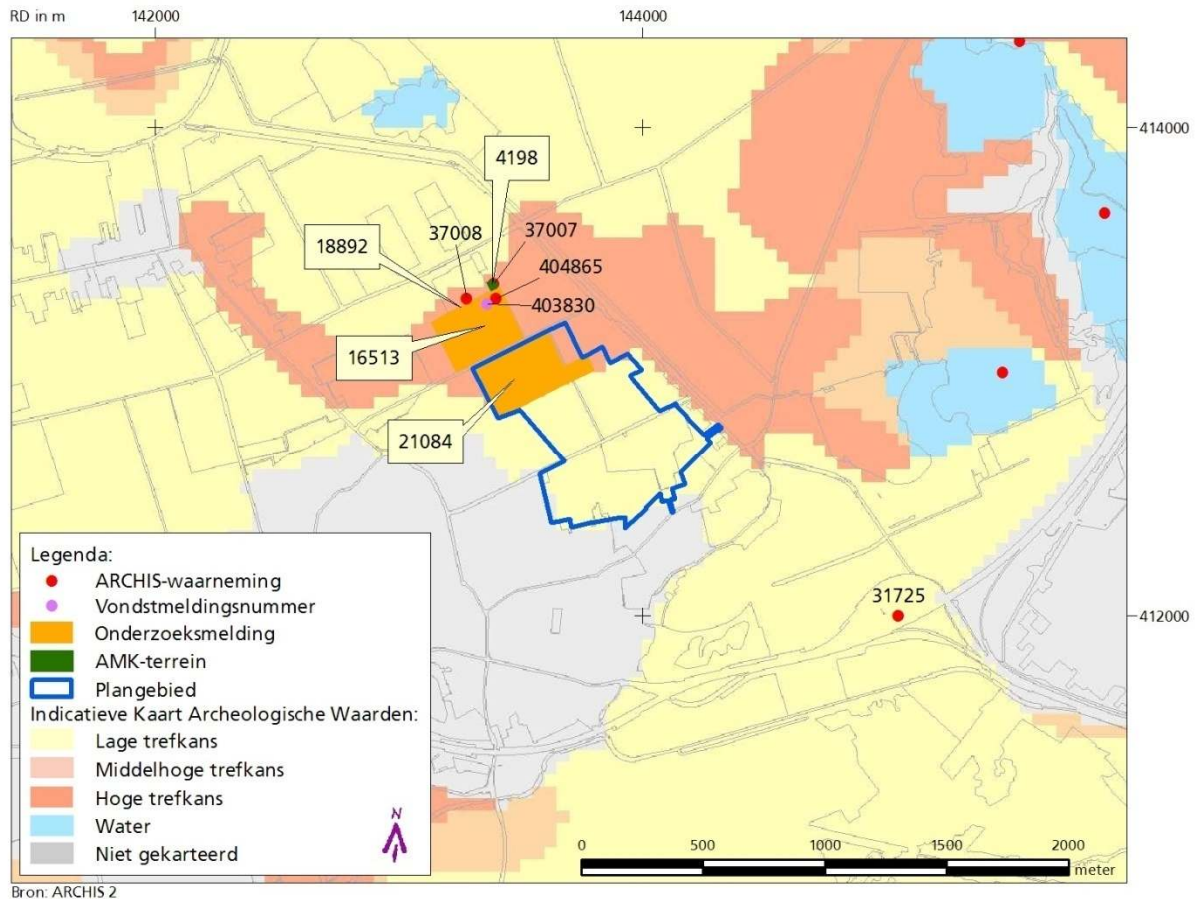 RD in m
142000
144000
414000
4198
18892
37008
37007
404865
403830
16513
21084
31725
412000
Legenda:
ARCHIS-waarneming
Vondstmeldingsnummer
Onderzoeksmelding
AMK-terrein
Plangebied
Indicatieve Kaart Archeologische Waarden:
Lage trefkans
Middelhoge trefkans
Hoge trefkans
Water
Niet gekarteerd
N
0 500 1000 1500 2000
meter
Bron: ARCHIS 2